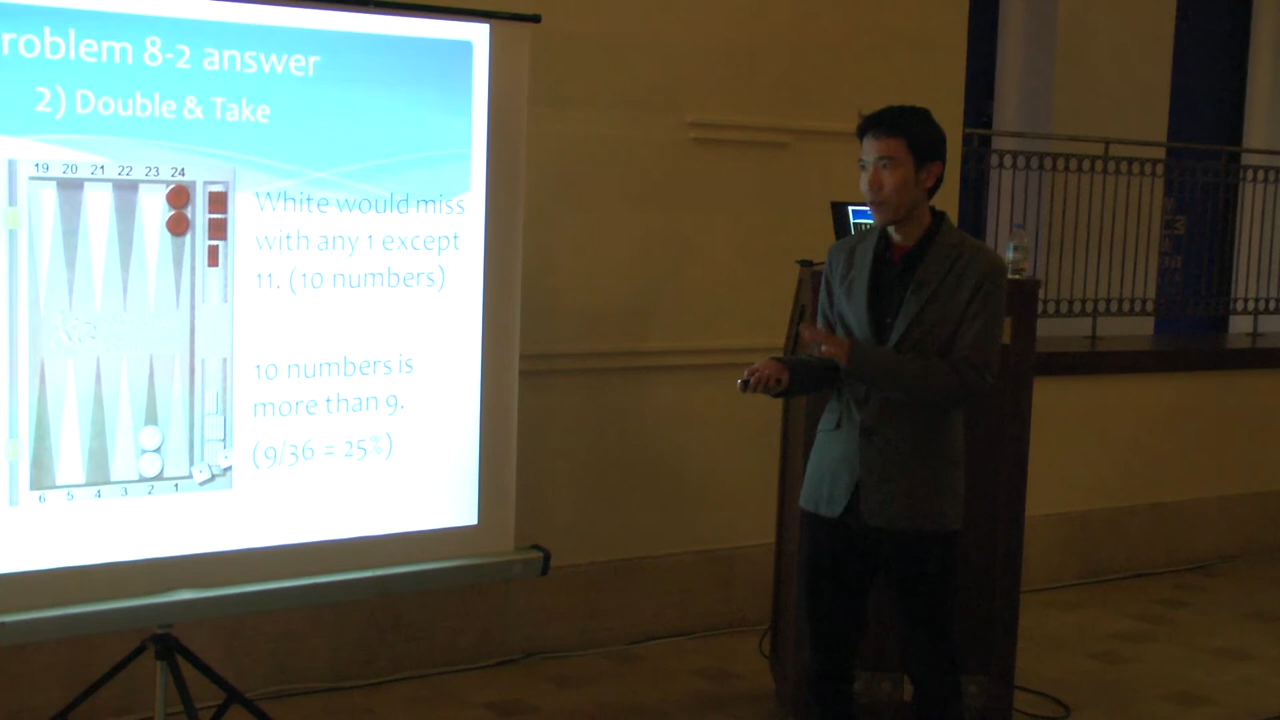 roblem 8-2 answer
2) Double & Take
19 20 21 22 23 24
White would miss
with any 1 except
11. (10 numbers)
10 numbers is
more than 9.
(9/36 = 25%)
6 5 4 3 2 1